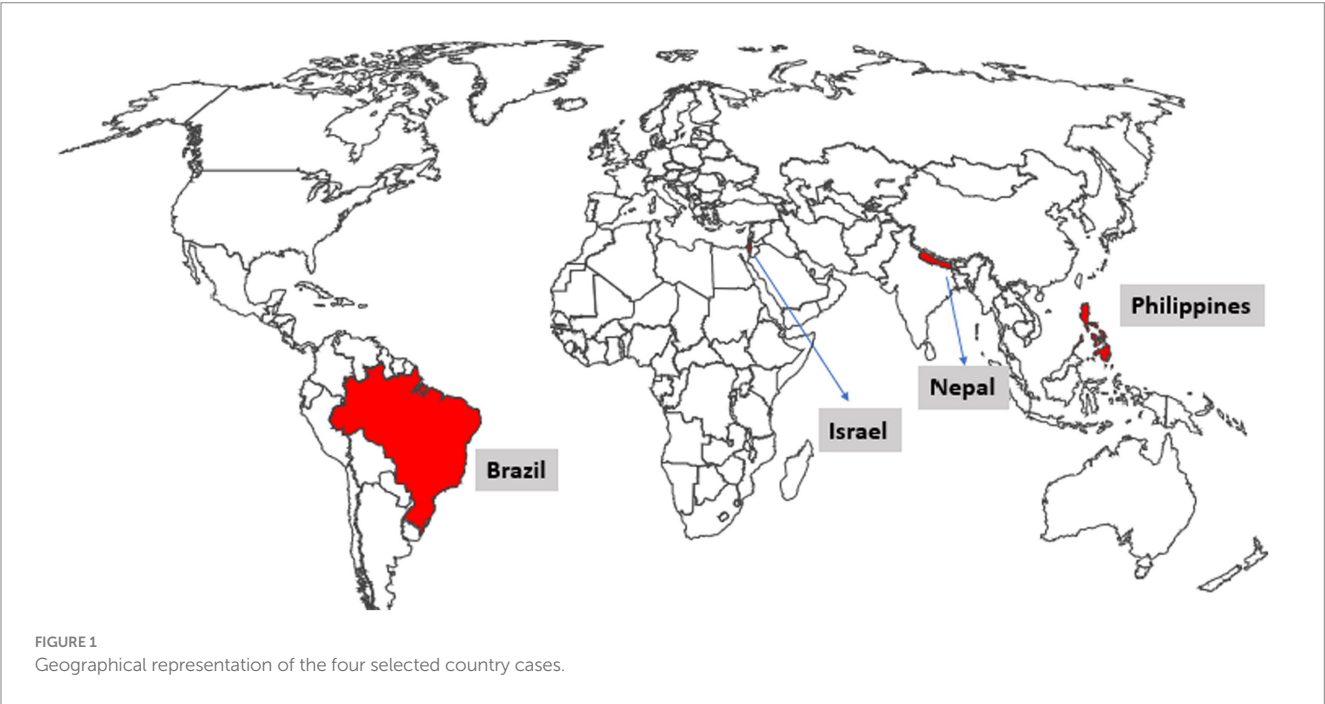 Philippines
Nepal
Israel
Brazil
FIGURE 1
Geographical representation of the four selected country cases.